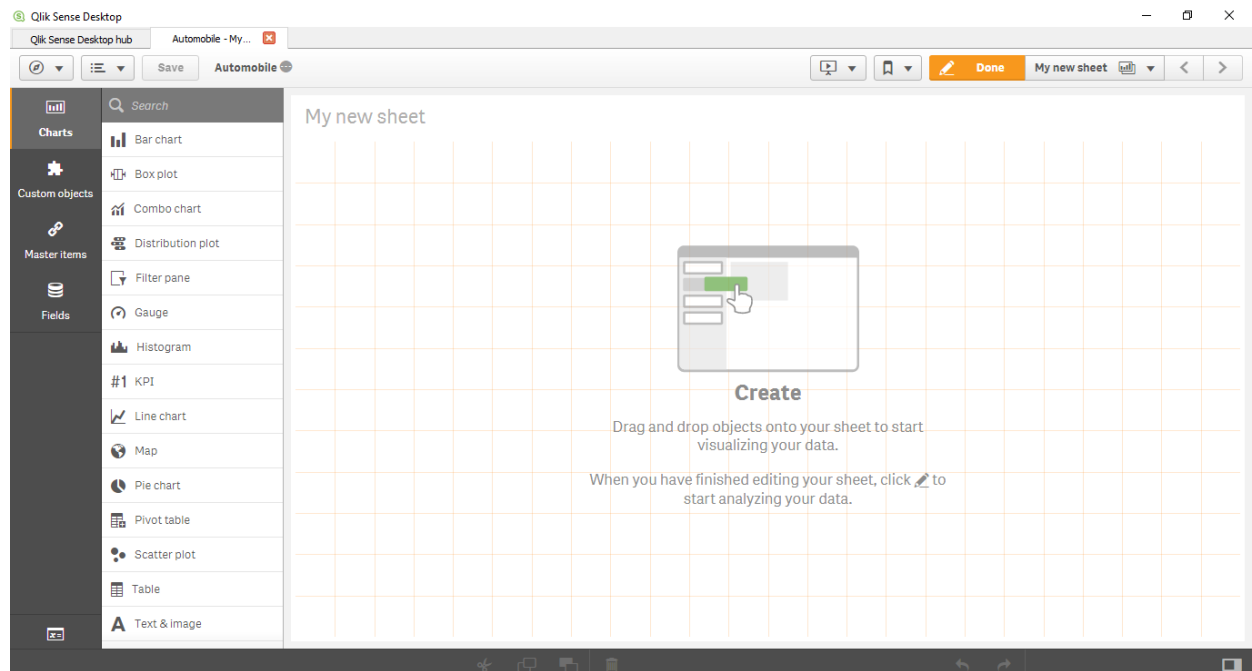 Qlik Sense Desktop
Qlik Sense Desktop hub
Automobile - My...
Save
Automobile
Done
My new sheet
Charts
Custom objects
Master items
Fields
Search
Bar chart
Box plot
Combo chart
Distribution plot
Filter pane
Gauge
Histogram
#1 KPI
Line chart
Map
Pie chart
Pivot table
Scatter plot
Table
A Text & image
My new sheet
Create
Drag and drop objects onto your sheet to start
visualizing your data.
When you have finished editing your sheet, click to
start analyzing your data.